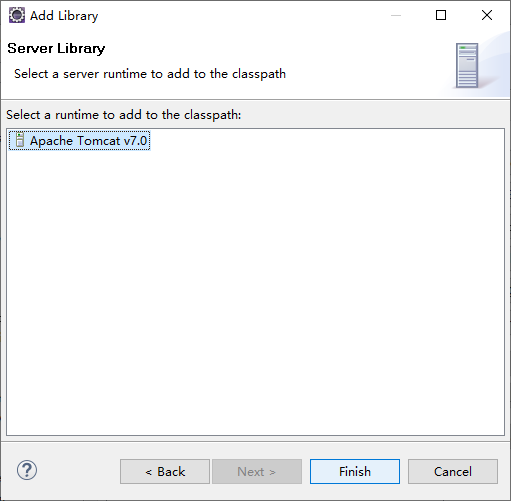 Add Library
Server Library
Select a server runtime to add to the classpath
Select a runtime to add to the classpath:
Apache Tomcat v7.0
< Back
Next >
Finish
Cancel